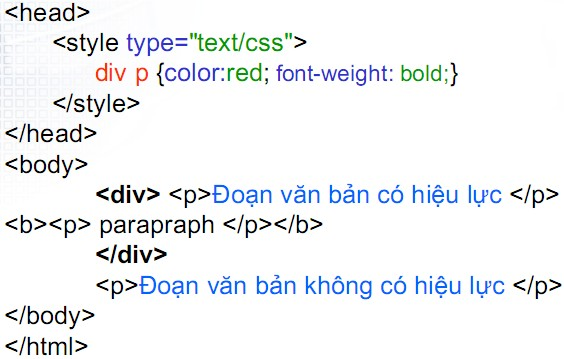 <head>
<style type="text/css">
div p {color:red; font-weight: bold;}
</style>
</head>
<body>
<div> <p>Đoạn văn bản có hiệu lực </p>
<b><p> parapraph </p></b>
</div>
<p>Đoạn văn bản không có hiệu lực </p>
</body>
</html>